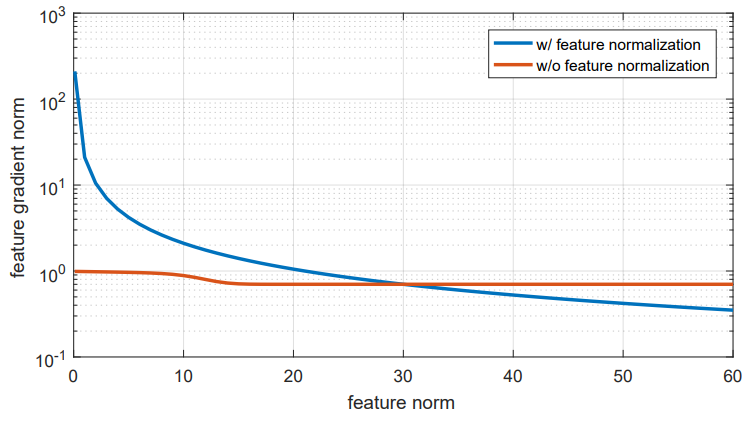 10^3
w/ feature normalization
w/o feature normalization
10^2
10^1
10^0
10^-1
feature gradient norm
0 10 20 30 40 50 60
feature norm